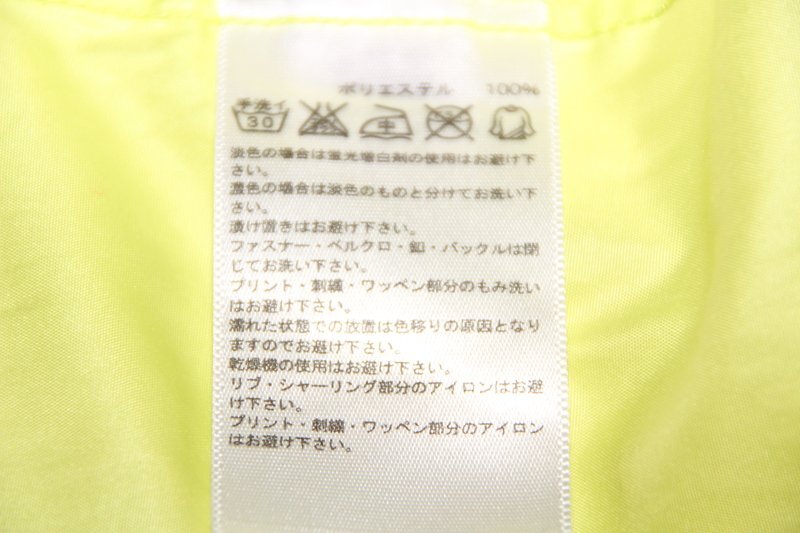 ポリエステル 100%
手洗イ
30
中
淡色の場合は蛍光増白剤の使用はお避け下
さい。
濃色の場合は淡色のものと分けてお洗い下
さい。
漬け置きはお避け下さい。
ファスナー・ベルクロ・釦・バックルは閉
じてお洗い下さい。
プリント・刺繍・ワッペン部分のもみ洗い
はお避け下さい。
濡れた状態での放置は色移りの原因となり
ますのでお避け下さい。
乾燥機の使用はお避け下さい。
リブ・シャーリング部分のアイロンはお避
け下さい。
プリント・刺繍・ワッペン部分のアイロン
はお避け下さい。